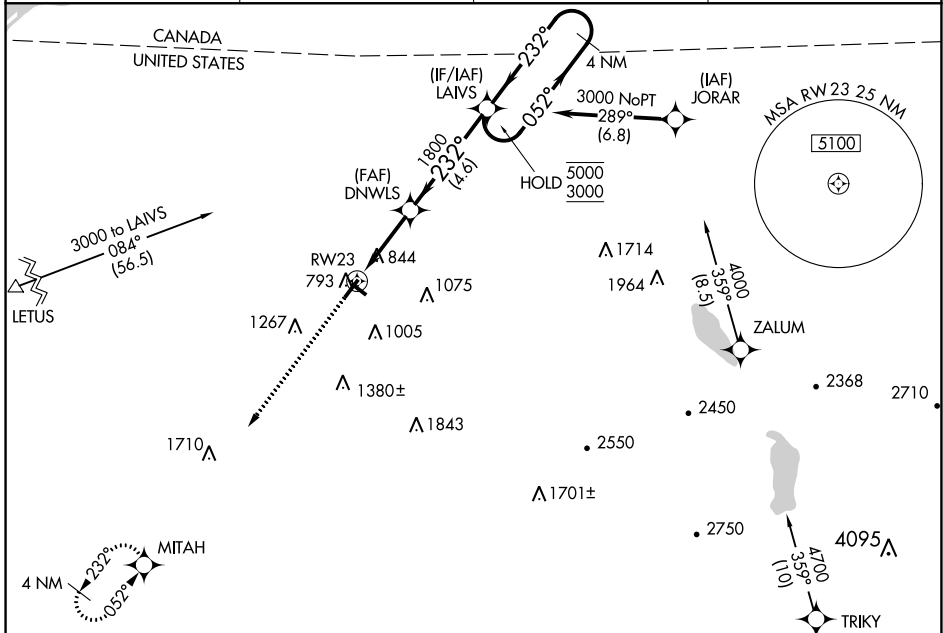 CANADA
UNITED STATES
232°
052°
4 NM
(IF/IAF)
LAIVS
3000 NoPT
289°
(6.8)
(IAF)
JORAR
MSA RW 23 25 NM
5100
1800
232°
(4.6)
HOLD
5000
3000
(FAF)
DNWLS
3000 to LAIVS
084°
(56.5)
LETUS
RW23
793
844
1075
1714
1964
4000
359°
(8.5)
ZALUM
1267
1005
1380±
1843
1710
2368
2710
2450
2550
1701±
2750
4095
4700
359°
(10)
TRIKY
MITAH
4 NM
232°
052°